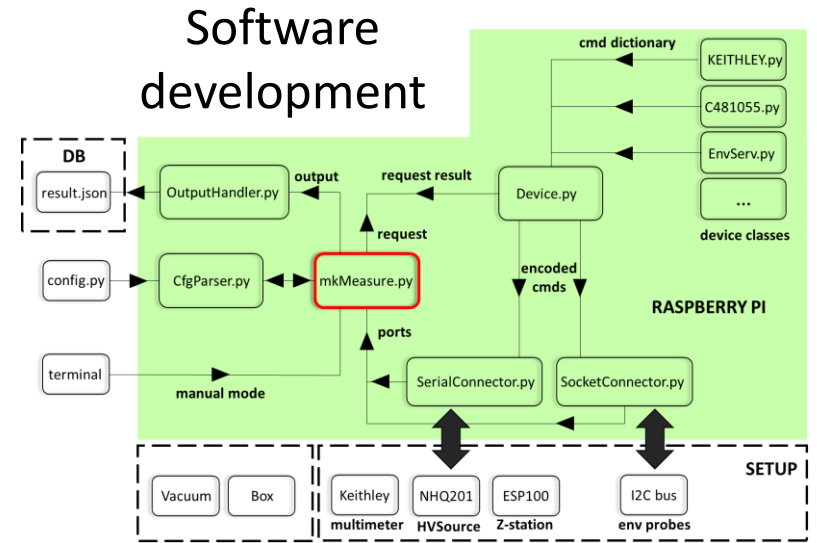 Software
development
cmd dictionary
KEITHLEY.py
C481055.py
EnvServ.py
...
device classes
DB
result.json
OutputHandler.py
output
request result
Device.py
request
config.py
CfgParser.py
mkMeasure.py
encoded
cmds
RASPBERRY PI
ports
terminal
manual mode
SerialConnector.py
SocketConnector.py
SETUP
Vacuum
Box
Keithley
multimeter
NHQ201
HVSource
ESP100
Z-station
I2C bus
env probes